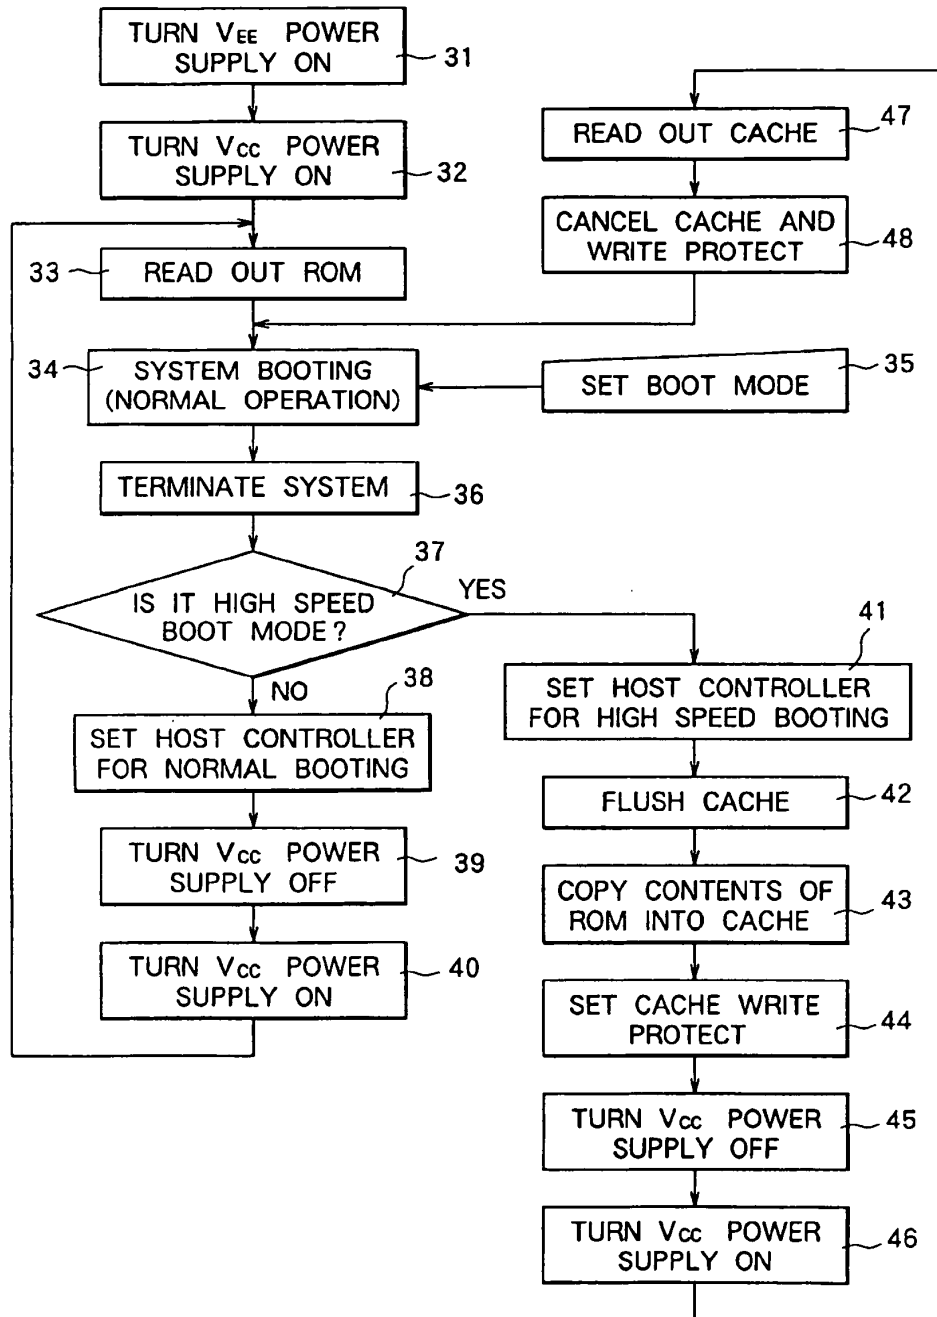 TURN VEE POWER
SUPPLY ON
31
TURN Vcc POWER
SUPPLY ON
32
READ OUT ROM
33
SYSTEM BOOTING
(NORMAL OPERATION)
34
SET BOOT MODE
35
TERMINATE SYSTEM
36
IS IT HIGH SPEED
BOOT MODE?
37
YES
NO
SET HOST CONTROLLER
FOR NORMAL BOOTING
38
TURN Vcc POWER
SUPPLY OFF
39
TURN Vcc POWER
SUPPLY ON
40
SET HOST CONTROLLER
FOR HIGH SPEED BOOTING
41
FLUSH CACHE
42
COPY CONTENTS OF
ROM INTO CACHE
43
SET CACHE WRITE
PROTECT
44
TURN Vcc POWER
SUPPLY OFF
45
TURN Vcc POWER
SUPPLY ON
46
READ OUT CACHE
47
CANCEL CACHE AND
WRITE PROTECT
48